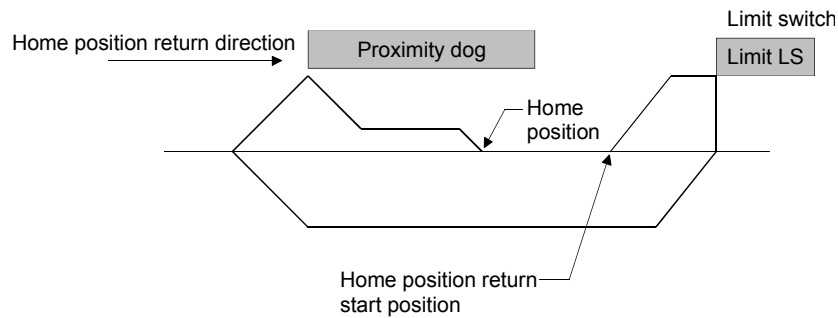 Limit switch
Home position return direction
Proximity dog
Limit LS
Home
position
Home position return
start position